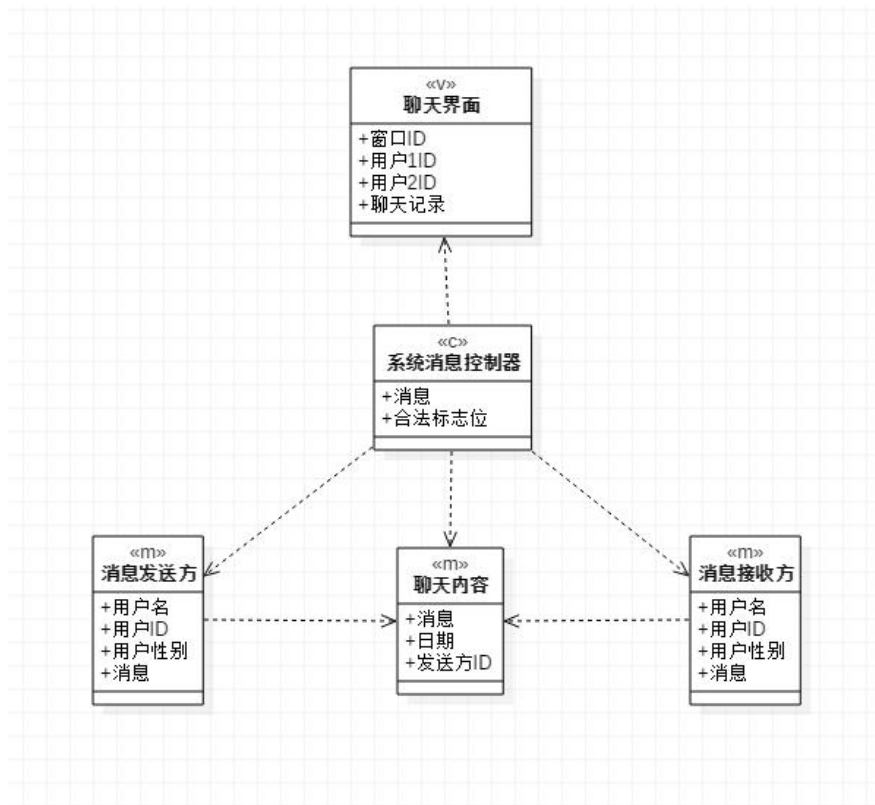 «v»
聊天界面
+窗口ID
+用户1ID
+用户2ID
+聊天记录
«c»
系统消息控制器
+消息
+合法标志位
«m»
消息发送方
+用户名
+用户ID
+用户性别
+消息
«m»
聊天内容
+消息
+日期
+发送方ID
«m»
消息接收方
+用户名
+用户ID
+用户性别
+消息